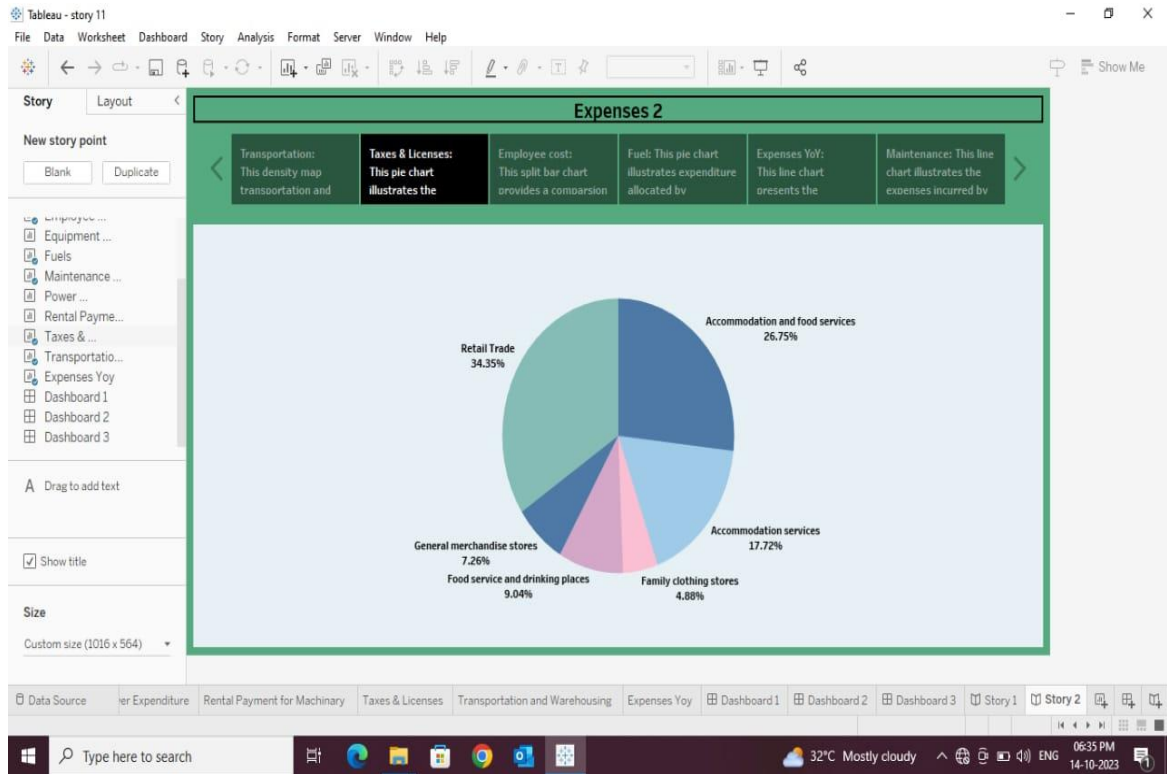 Tableau - story 11
File Data Worksheet Dashboard Story Analysis Format Server Window Help
Show Me
Story Layout
New story point
Blank Duplicate
Employee ...
Equipment ...
Fuels
Maintenance ...
Power ...
Rental Payme...
Taxes & ...
Transportatio...
Expenses Yoy
Dashboard 1
Dashboard 2
Dashboard 3
A Drag to add text
Show title
Size
Custom size (1016 x 564)
Expenses 2
Transportation:
This density map
transportation and
Taxes & Licenses:
This pie chart
illustrates the
Employee cost:
This split bar chart
provides a comparsion
Fuel: This pie chart
illustrates expenditure
allocated by
Expenses YoY:
This line chart
presents the
Maintenance: This line
chart illustrates the
expenses incurred by
Accommodation and food services
26.75%
Retail Trade
34.35%
Accommodation services
17.72%
General merchandise stores
7.26%
Food service and drinking places
9.04%
Family clothing stores
4.88%
Data Source er Expenditure Rental Payment for Machinary Taxes & Licenses Transportation and Warehousing Expenses Yoy Dashboard 1 Dashboard 2 Dashboard 3 Story 1 Story 2
Type here to search
32°C Mostly cloudy
ENG
06:35 PM
14-10-2023
1